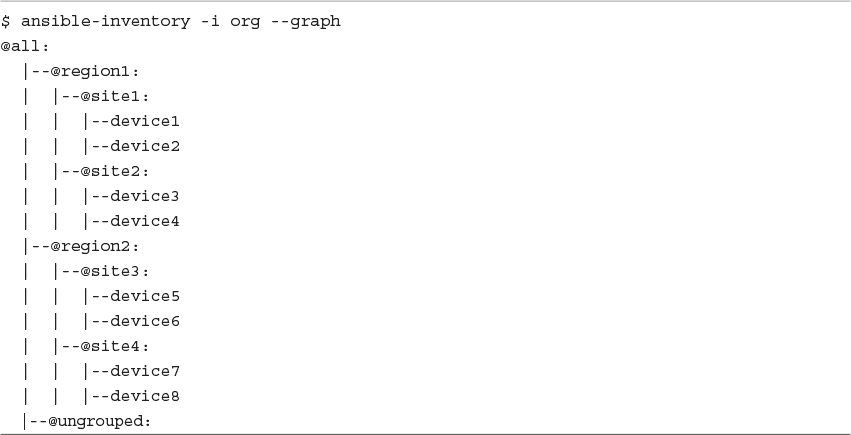 $ ansible-inventory -i org --graph
@all:
  |--@region1:
  |  |--@site1:
  |  |  |--device1
  |  |  |--device2
  |  |--@site2:
  |  |  |--device3
  |  |  |--device4
  |--@region2:
  |  |--@site3:
  |  |  |--device5
  |  |  |--device6
  |  |--@site4:
  |  |  |--device7
  |  |  |--device8
  |--@ungrouped: